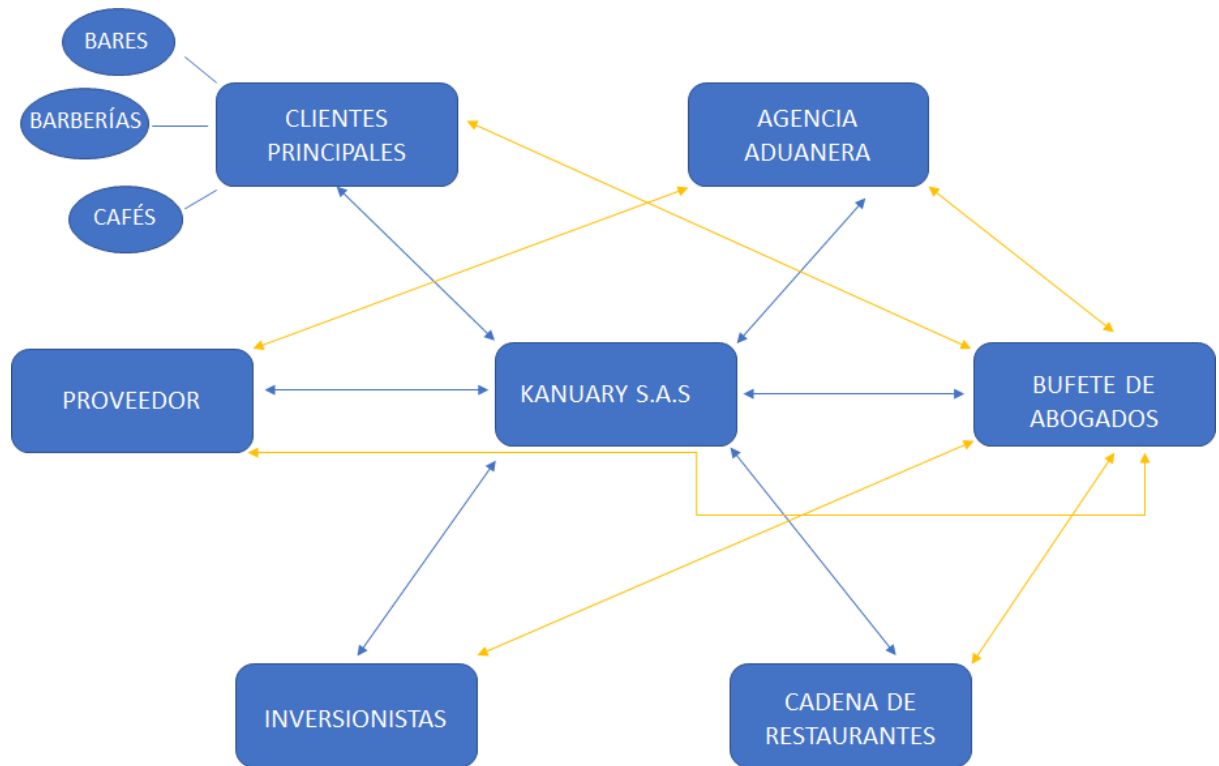 BARES
BARBERÍAS
CAFÉS
CLIENTES
PRINCIPALES
AGENCIA
ADUANERA
PROVEEDOR
KANUARY S.A.S
BUFETE DE
ABOGADOS
INVERSIONISTAS
CADENA DE
RESTAURANTES